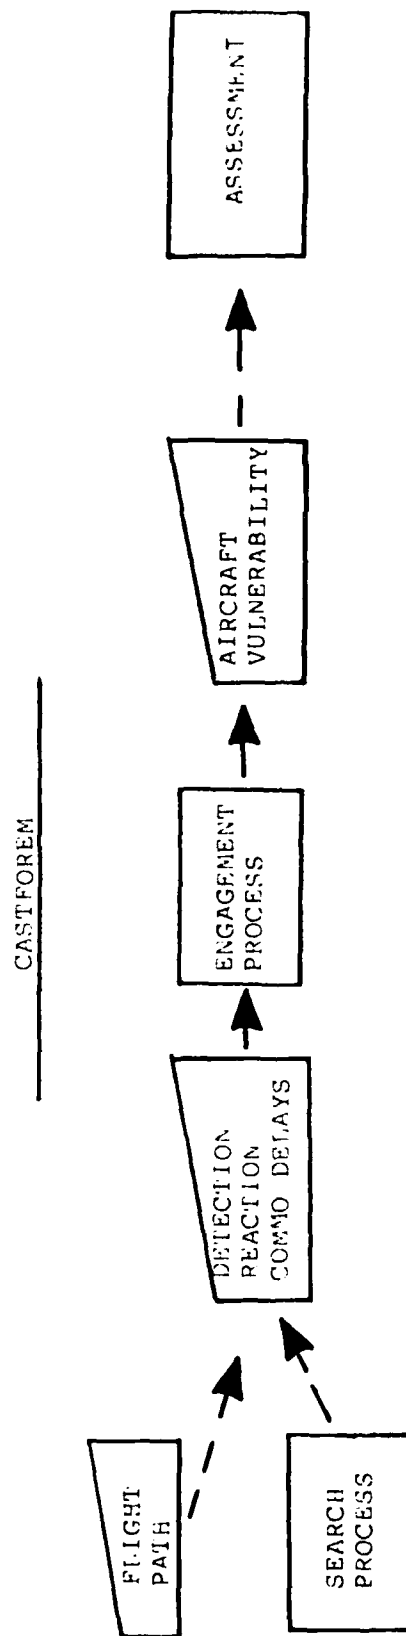 CASTFOREM
FLIGHT
PATH
SEARCH
PROCESS
DETECTION
REACTION
COMMO DELAYS
ENGAGEMENT
PROCESS
AIRCRAFT
VULNERABILITY
ASSESSMENT